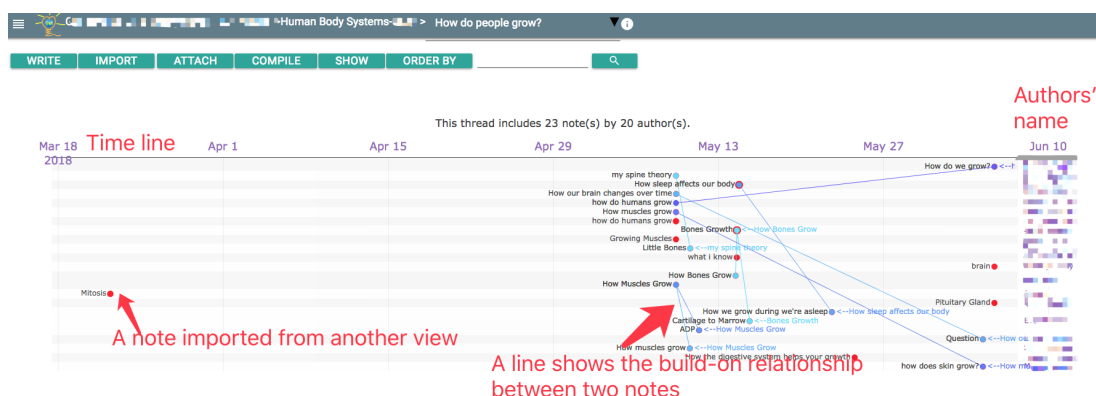 Human Body Systems- > How do people grow?
WRITE IMPORT ATTACH COMPILE SHOW ORDER BY
Authors'
name
This thread includes 23 note(s) by 20 author(s).
Mar 18 Time line Apr 1 Apr 15 Apr 29 May 13 May 27 Jun 10
2018
How do we grow? <--h
my spine theory
How sleep affects our body
How our brain changes over time
how do humans grow
How muscles grow
how do humans grow
Bones Growth <--How Bones Grow
Growing Muscles
Little Bones <--my spine theory
what i know
brain
How Bones Grow
How Muscles Grow
Mitosis
Pituitary Gland
How we grow during we're asleep <--How sleep affects our body
Cartilage to Marrow <--Bones Growth
ADP <--How Muscles Grow
A note imported from another view
Question <--How
How muscles grow <--How Muscles Grow
How the digestive system helps your growth
A line shows the build-on relationship
how does skin grow? <--How
between two notes